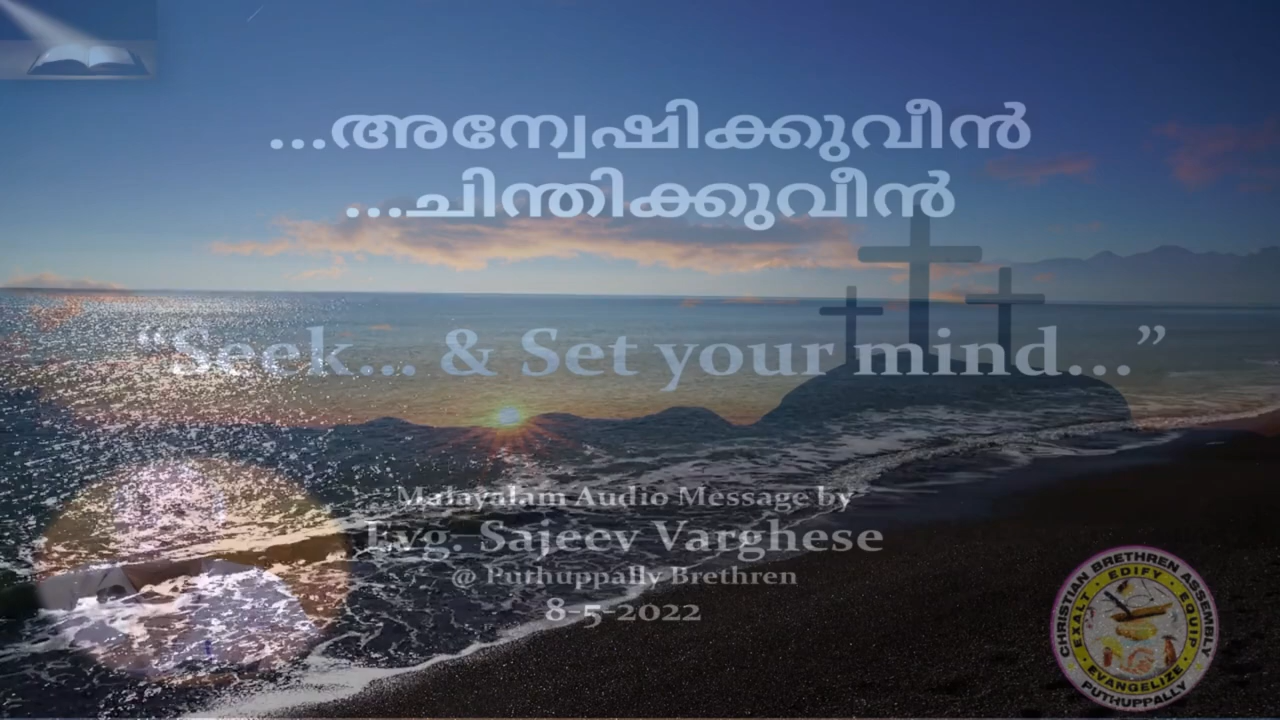 ...അന്വേഷിക്കുവീൻ
...ചിന്തിക്കുവീൻ
“Seek... & Set your mind...”
Malayalam Audio Message by
Evg. Sajeev Varghese
@ Puthuppally Brethren
8-5-2022
CHRISTIAN BRETHREN ASSEMBLY
EXALT · EDIFY · EQUIP
EVANGELIZE
PUTHUPPALLY